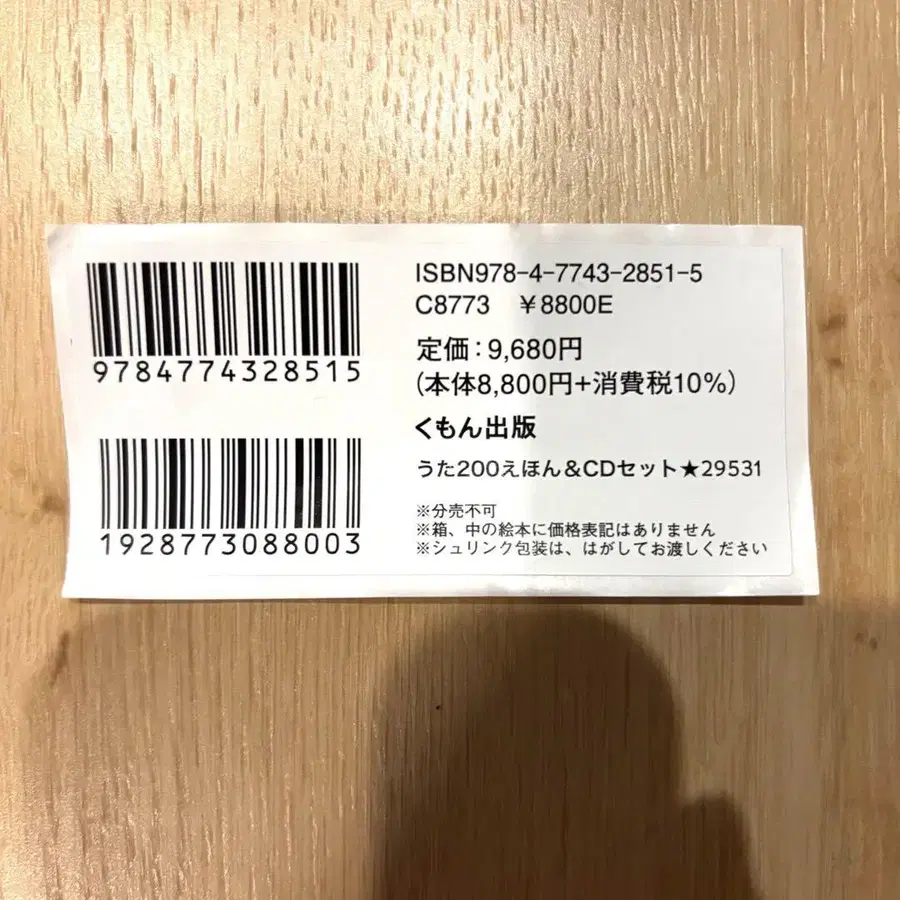 9784774328515
1928773088003
ISBN978-4-7743-2851-5
C8773 ¥8800E
定価：9,680円
(本体8,800円+消費税10%)
くもん出版
うた200えほん＆CDセット★29531
※分売不可
※箱、中の絵本に価格表記はありません
※シュリンク包装は、はがしてお渡しください